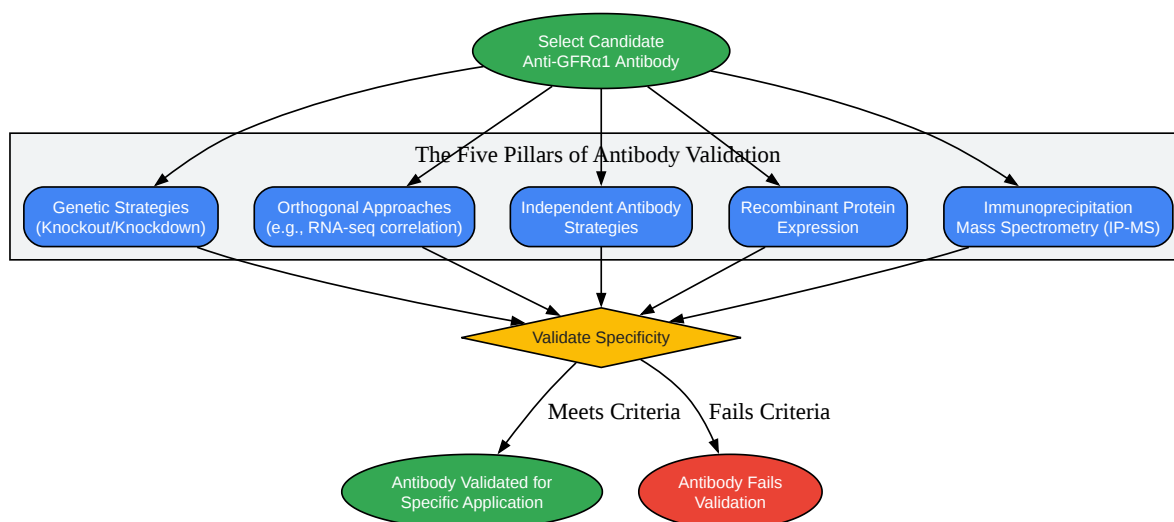 Select Candidate
Anti-GFRα1 Antibody
The Five Pillars of Antibody Validation
Genetic Strategies
(Knockout/Knockdown)
Orthogonal Approaches
(e.g., RNA-seq correlation)
Independent Antibody
Strategies
Recombinant Protein
Expression
Immunoprecipitation
Mass Spectrometry (IP-MS)
Validate Specificity
Meets Criteria
Fails Criteria
Antibody Validated for
Specific Application
Antibody Fails
Validation